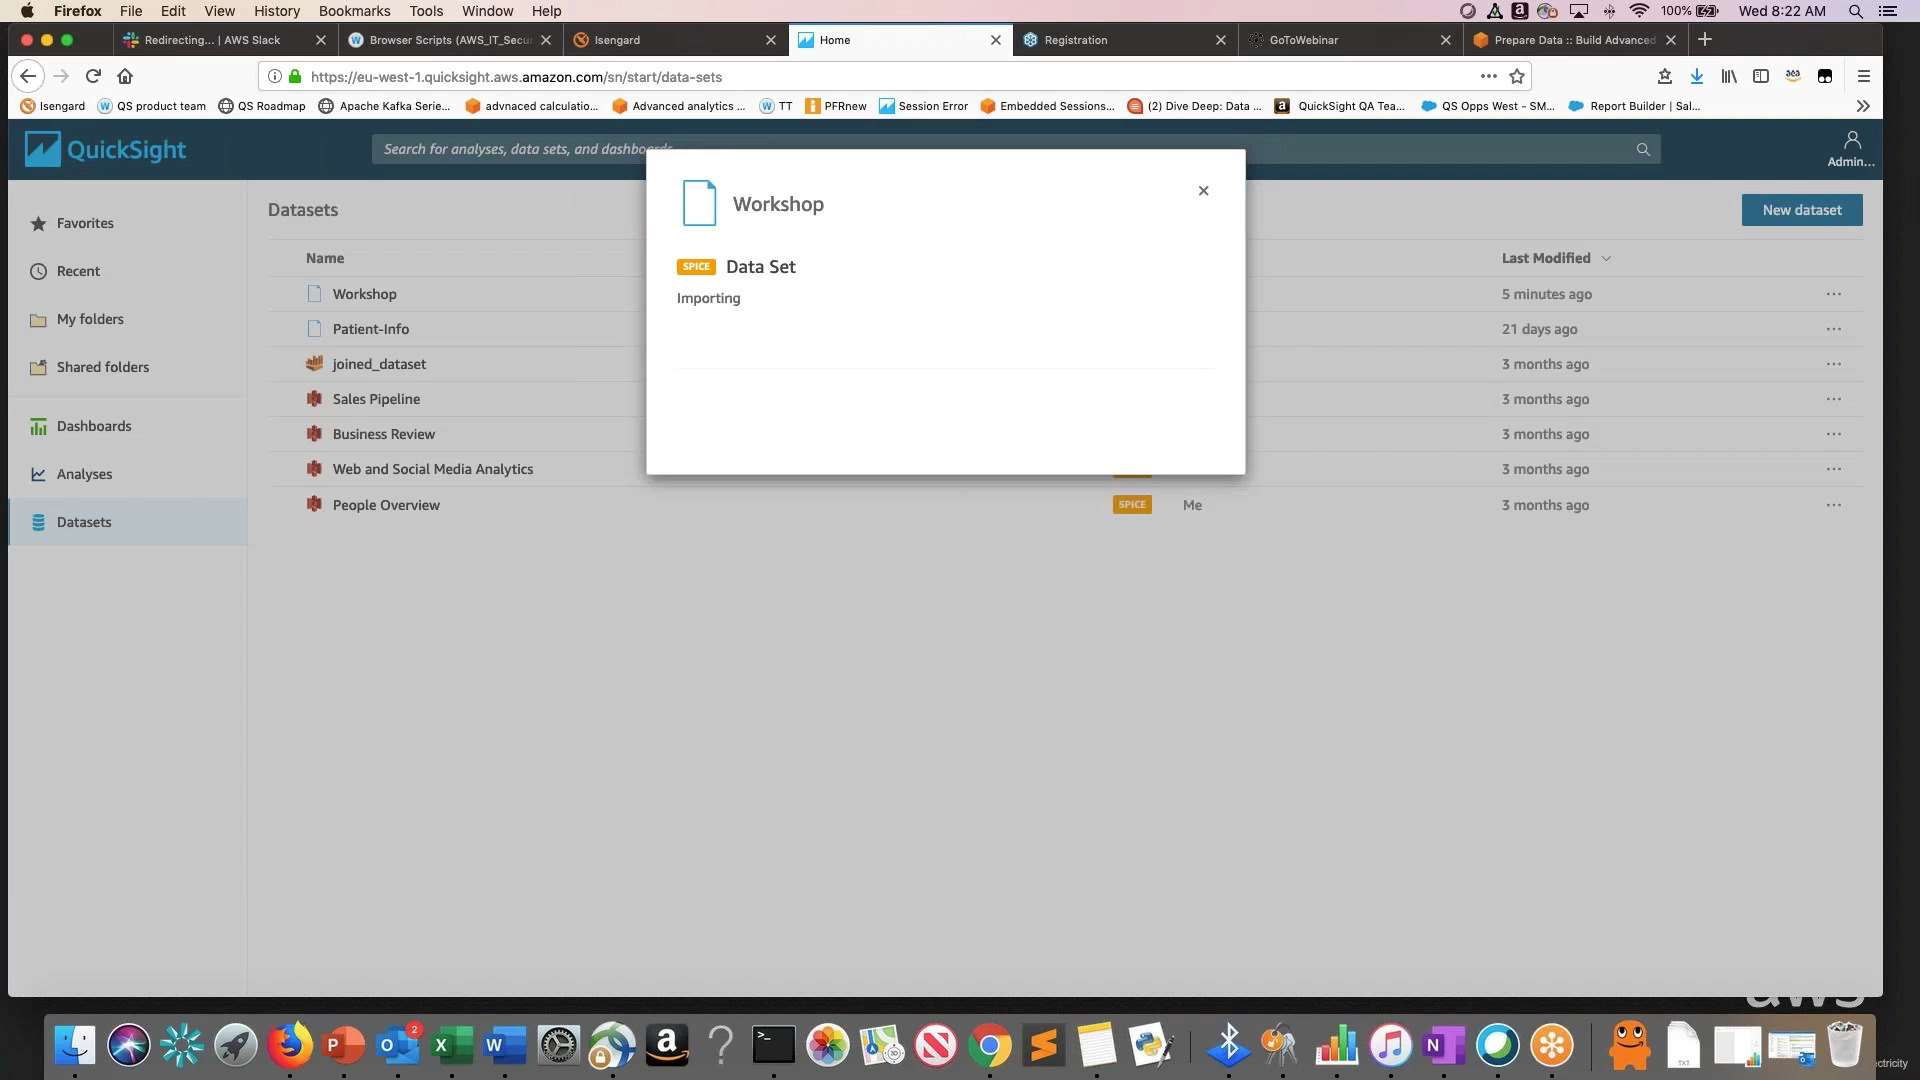 Firefox File Edit View History Bookmarks Tools Window Help 100% Wed 8:22 AM
Redirecting... | AWS Slack
Browser Scripts (AWS_IT_Secu
Isengard
Home
Registration
GoToWebinar
Prepare Data :: Build Advanced
https://eu-west-1.quicksight.aws.amazon.com/sn/start/data-sets
Isengard QS product team QS Roadmap Apache Kafka Serie... advnaced calculatio... Advanced analytics ... TT PFRnew Session Error Embedded Sessions... (2) Dive Deep: Data ... QuickSight QA Tea... QS Opps West - SM... Report Builder | Sal...
QuickSight
Search for analyses, data sets, and dashboards
Admin...
Favorites
Recent
My folders
Shared folders
Dashboards
Analyses
Datasets
Datasets
New dataset
Name Last Modified
Workshop 5 minutes ago
Patient-Info 21 days ago
joined_dataset 3 months ago
Sales Pipeline 3 months ago
Business Review 3 months ago
Web and Social Media Analytics 3 months ago
People Overview SPICE Me 3 months ago
Workshop
SPICE Data Set
Importing
aws
2
TXT
ectricity